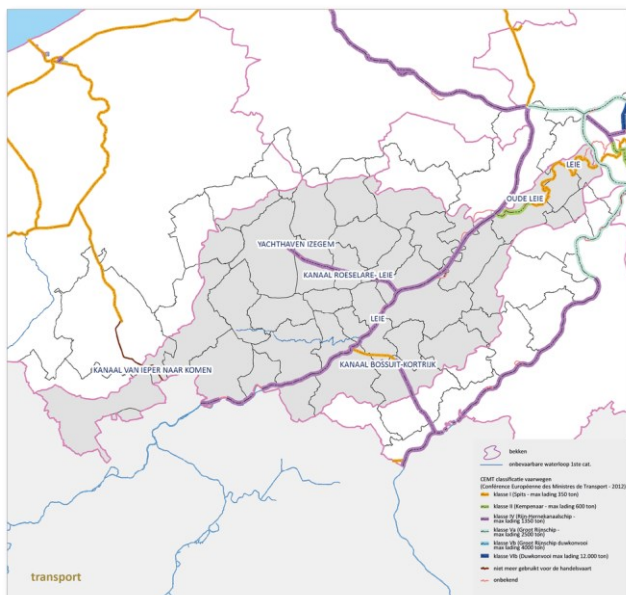 LEIE
OUDE LEIE
YACHTHAVEN IZEGEM
KANAAL ROESELARE- LEIE
LEIE
KANAAL VAN IEPER NAAR KOMEN
KANAAL BOSSUIT-KORTRIJK
bekken
onbevaarbare waterloop 1ste cat.
CEMT classificatie vaarwegen
(Conférence Européenne des Ministres de Transport - 2012)
klasse I (Spits - max lading 350 ton)
klasse II (Kempenaar - max lading 600 ton)
klasse IV (Rijn-Hernekanaalschip -
max lading 1350 ton)
klasse Va (Groot Rijnschip -
max lading 2500 ton)
klasse Vb (Groot Rijnschip duwkonvooi
max lading 4000 ton)
klasse VIb (Duwkonvooi max lading 12.000 ton)
niet meer gebruikt voor de handelsvaart
onbekend
transport